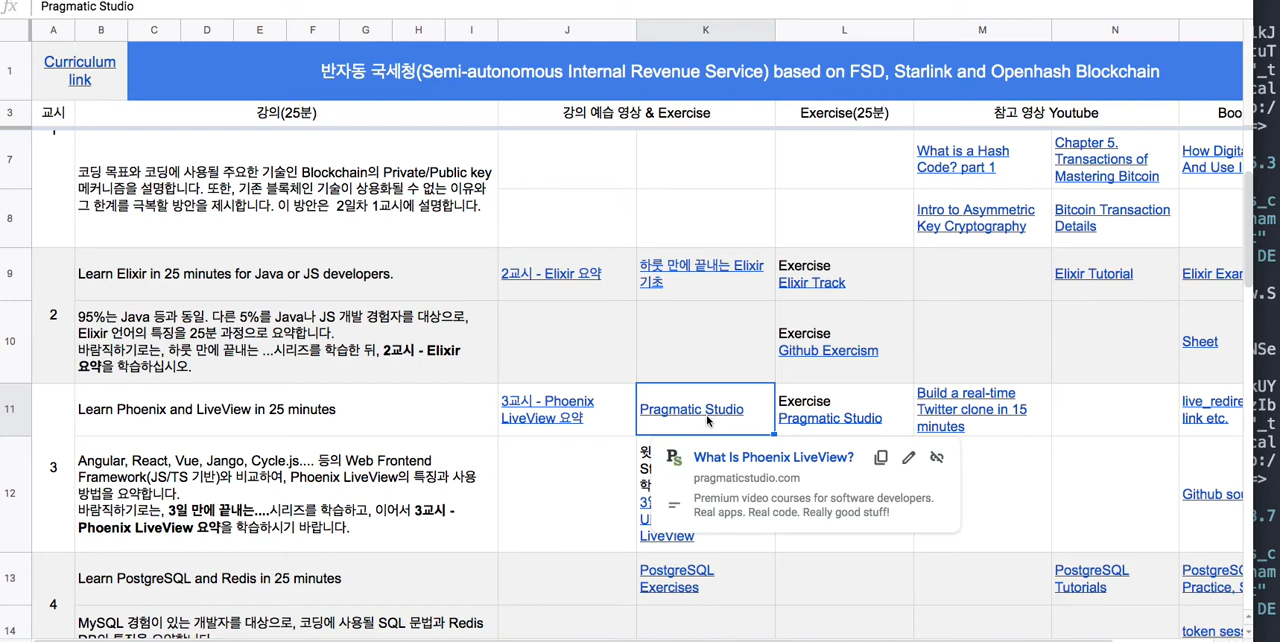 fx Pragmatic Studio
A B C D E F G H I J K L M N
1 Curriculum link 반자동 국세청(Semi-autonomous Internal Revenue Service) based on FSD, Starlink and Openhash Blockchain
3 교시 강의(25분) 강의 예습 영상 & Exercise Exercise(25분) 참고 영상 Youtube
7
8
코딩 목표와 코딩에 사용될 주요한 기술인 Blockchain의 Private/Public key
메커니즘을 설명합니다. 또한, 기존 블록체인 기술이 상용화될 수 없는 이유와
그 한계를 극복할 방안을 제시합니다. 이 방안은 2일차 1교시에 설명합니다.
What is a Hash
Code? part 1
Chapter 5.
Transactions of
Mastering Bitcoin
How
And Use
Intro to Asymmetric
Key Cryptography
Bitcoin Transaction
Details
9
2
Learn Elixir in 25 minutes for Java or JS developers.
2교시 - Elixir 요약
하룻 만에 끝내는 Elixir
기초
Exercise
Elixir Track
Elixir Tutorial
Elixir
10
95%는 Java 등과 동일. 다른 5%를 Java나 JS 개발 경험자를 대상으로,
Elixir 언어의 특징을 25분 과정으로 요약합니다.
바람직하기로는, 하룻 만에 끝내는 ...시리즈를 학습한 뒤, 2교시 - Elixir
요약을 학습하십시오.
Exercise
Github Exercism
Sheet
11
3
Learn Phoenix and LiveView in 25 minutes
3교시 - Phoenix
LiveView 요약
Pragmatic Studio
Exercise
Pragmatic Studio
Build a real-time
Twitter clone in 15
minutes
link etc.
12
Angular, React, Vue, Jango, Cycle.js.... 등의 Web Frontend
Framework(JS/TS 기반)와 비교하여, Phoenix LiveView의 특징과 사용
방법을 요약합니다.
바람직하기로는, 3일 만에 끝내는....시리즈를 학습하고, 이어서 3교시 -
Phoenix LiveView 요약을 학습하시기 바랍니다.
LiveView
Github
What Is Phoenix LiveView?
pragmaticstudio.com
Premium video courses for software developers.
Real apps. Real code. Really good stuff!
13
4
Learn PostgreSQL and Redis in 25 minutes
PostgreSQL
Exercises
PostgreSQL
Tutorials
Practice,
14
MySQL 경험이 있는 개발자를 대상으로, 코딩에 사용될 SQL 문법과 Redis
token